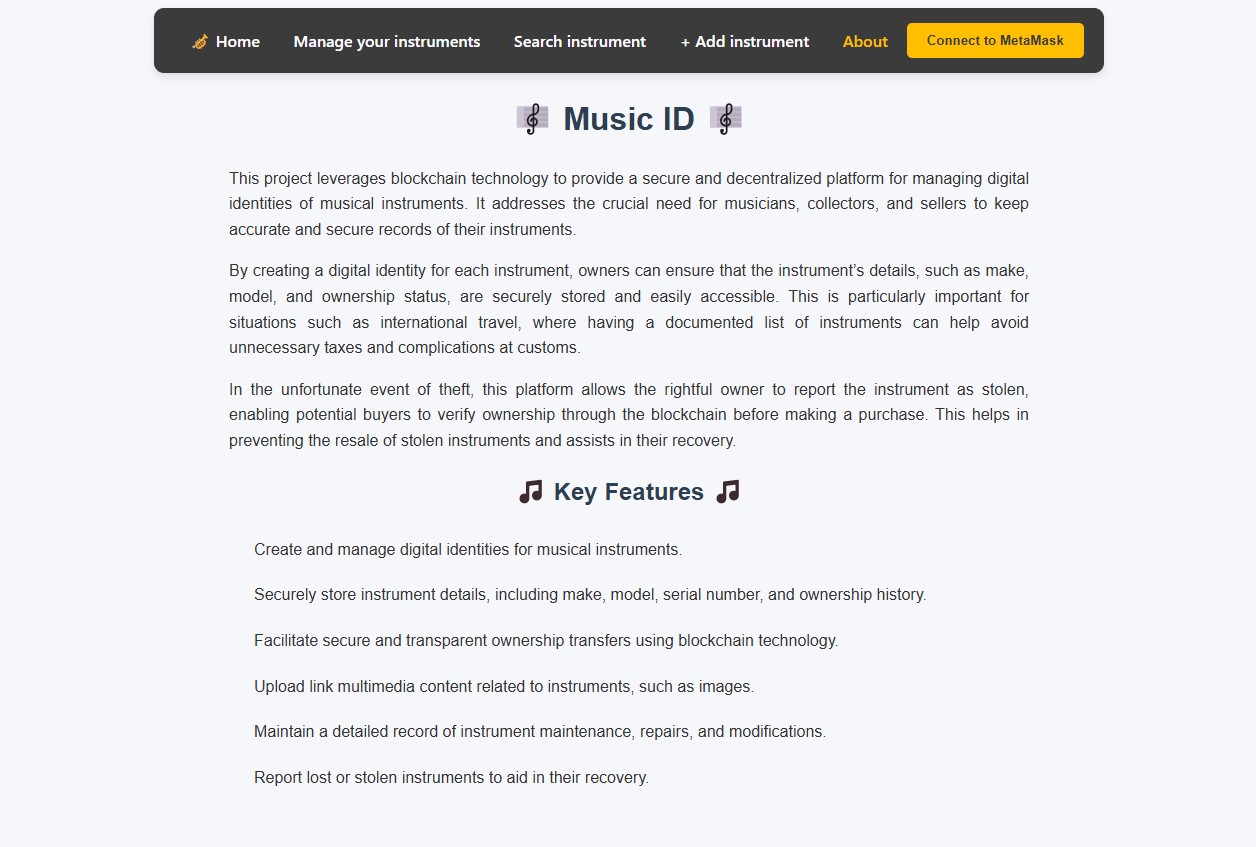 🎺 Home Manage your instruments Search instrument + Add instrument About Connect to MetaMask
🎼 Music ID 🎼
This project leverages blockchain technology to provide a secure and decentralized platform for managing digital
identities of musical instruments. It addresses the crucial need for musicians, collectors, and sellers to keep
accurate and secure records of their instruments.
By creating a digital identity for each instrument, owners can ensure that the instrument’s details, such as make,
model, and ownership status, are securely stored and easily accessible. This is particularly important for
situations such as international travel, where having a documented list of instruments can help avoid
unnecessary taxes and complications at customs.
In the unfortunate event of theft, this platform allows the rightful owner to report the instrument as stolen,
enabling potential buyers to verify ownership through the blockchain before making a purchase. This helps in
preventing the resale of stolen instruments and assists in their recovery.
🎵 Key Features 🎵
Create and manage digital identities for musical instruments.
Securely store instrument details, including make, model, serial number, and ownership history.
Facilitate secure and transparent ownership transfers using blockchain technology.
Upload link multimedia content related to instruments, such as images.
Maintain a detailed record of instrument maintenance, repairs, and modifications.
Report lost or stolen instruments to aid in their recovery.